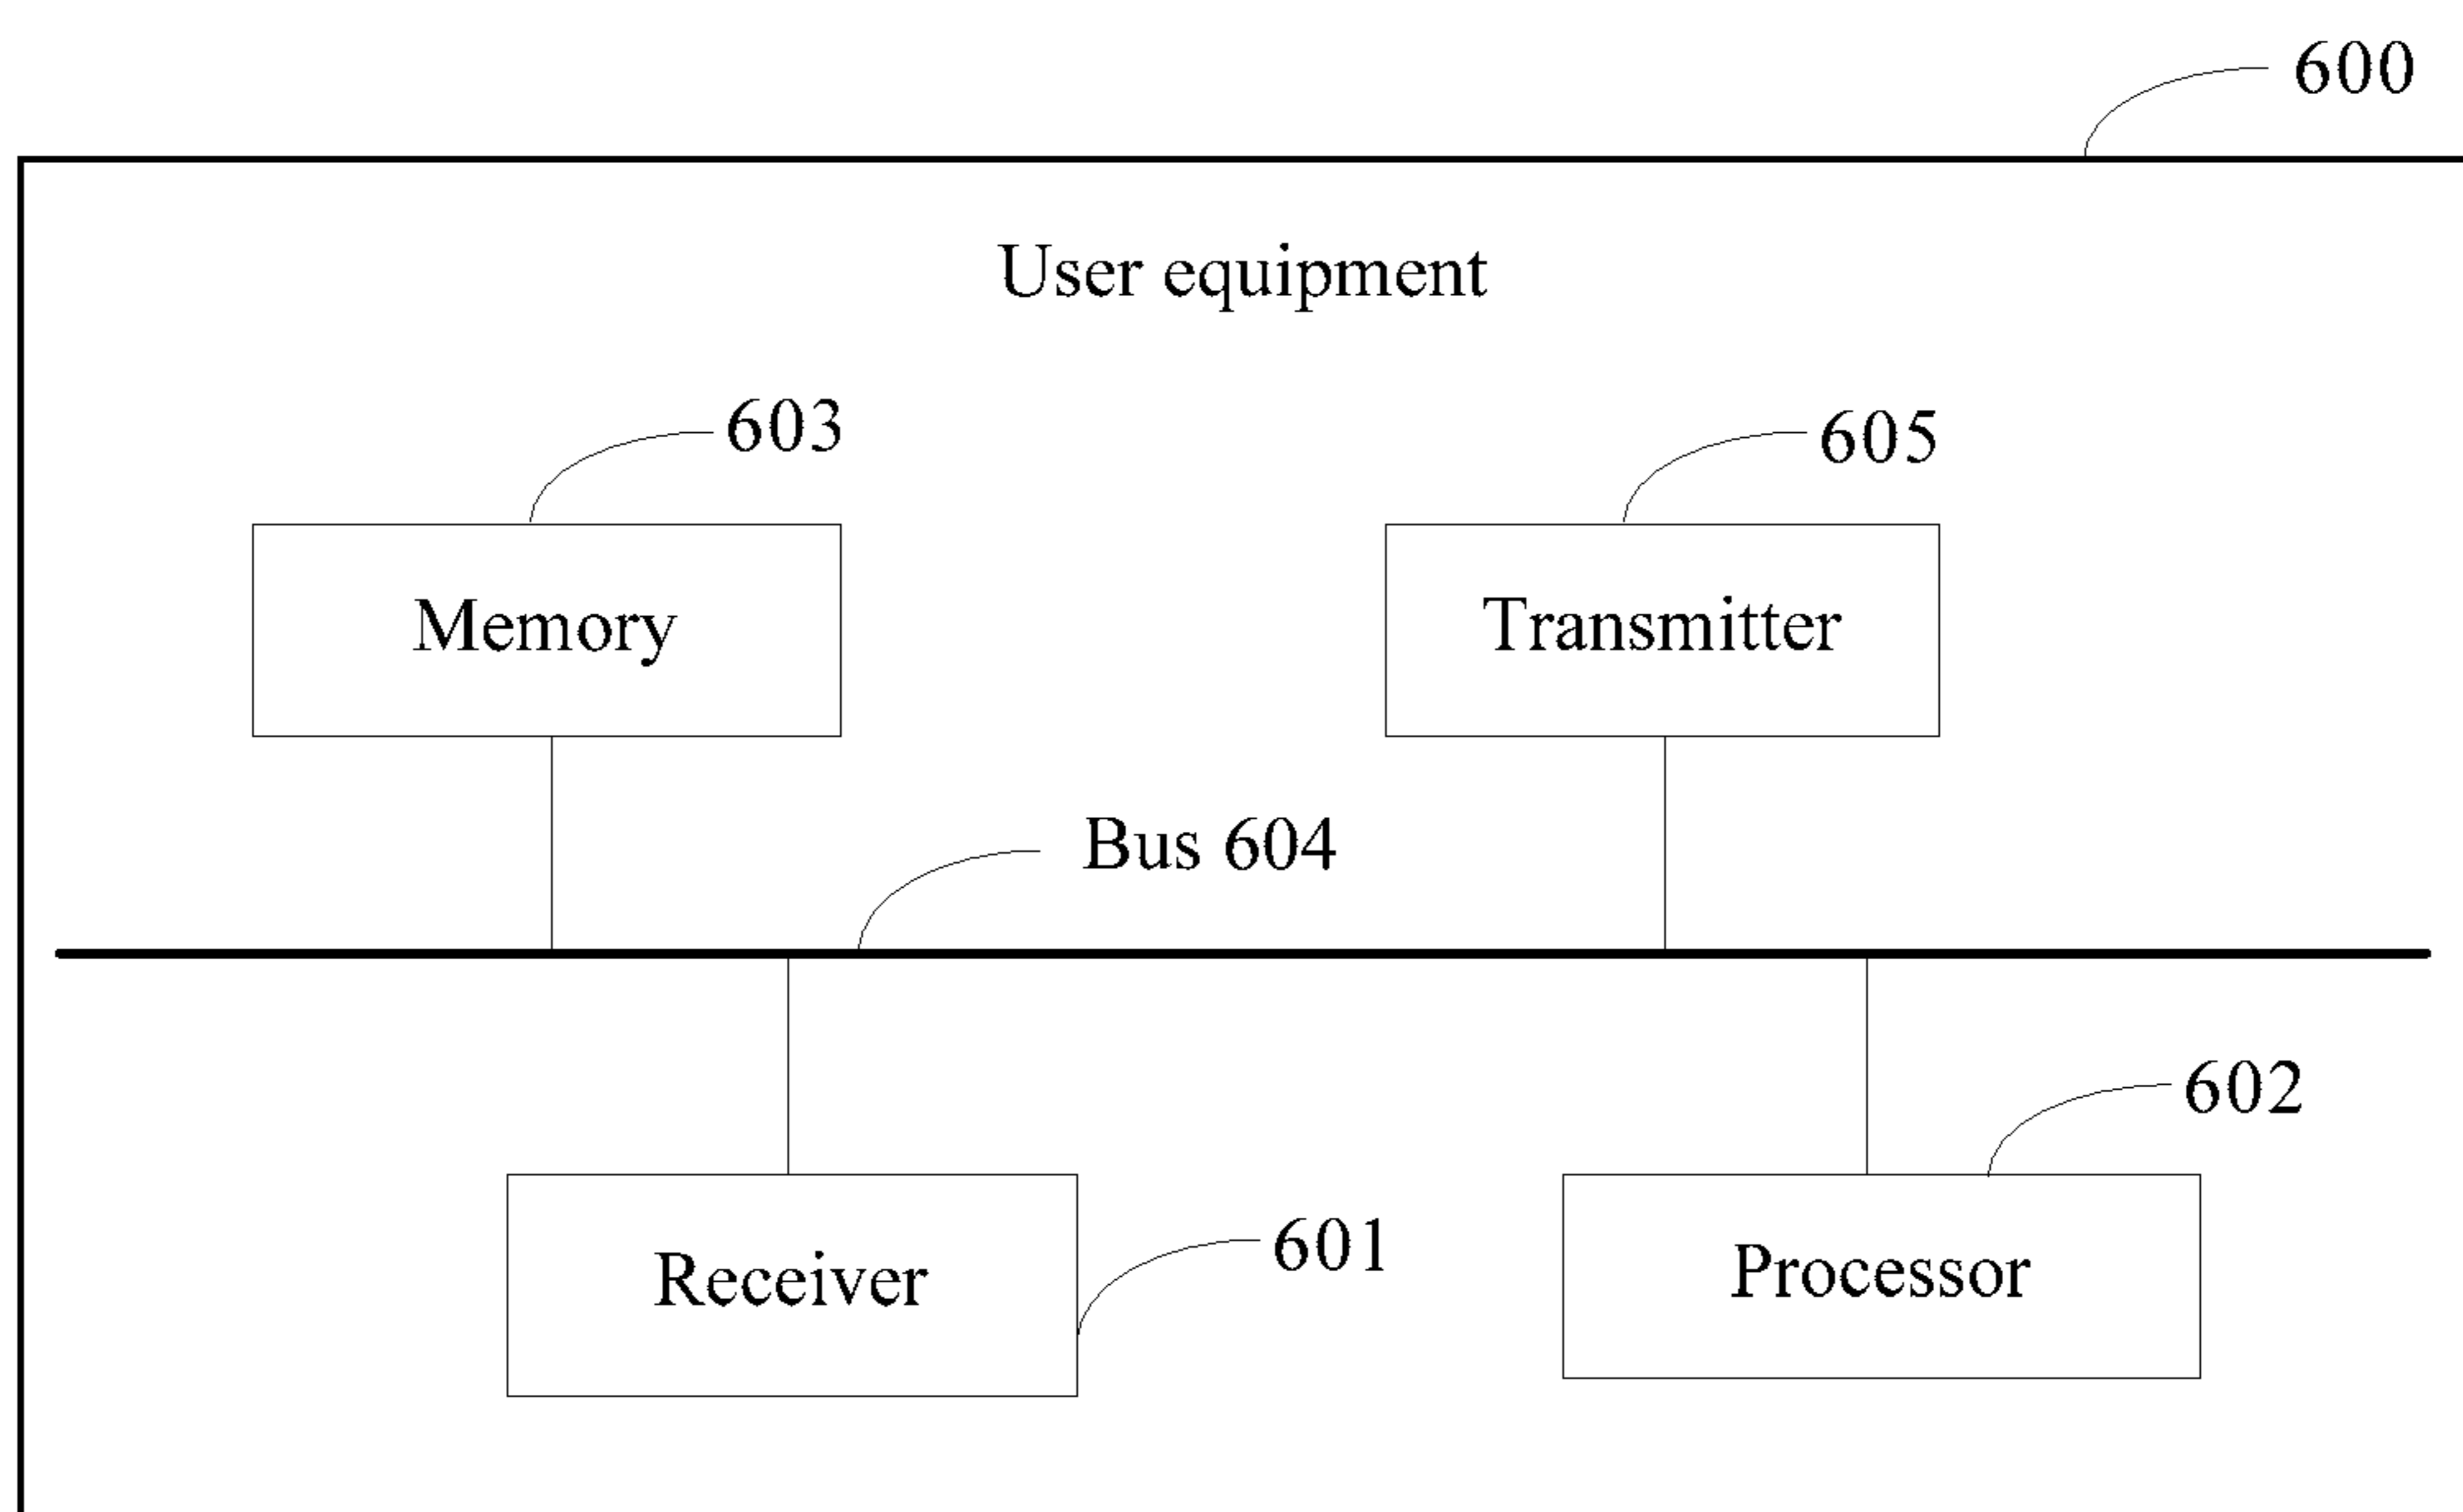 600
User equipment
603
605
Memory
Transmitter
Bus 604
602
601
Receiver
Processor